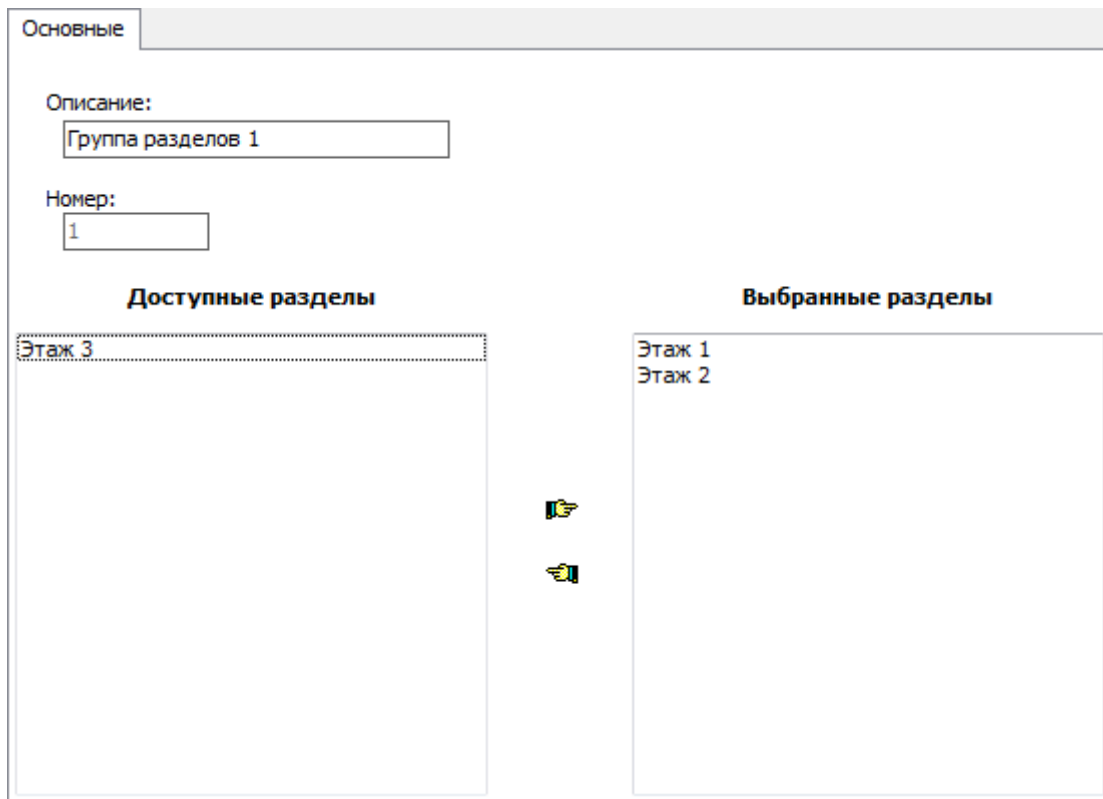 Основные
Описание:
Группа разделов 1
Номер:
1
Доступные разделы
Выбранные разделы
Этаж 3
Этаж 1
Этаж 2